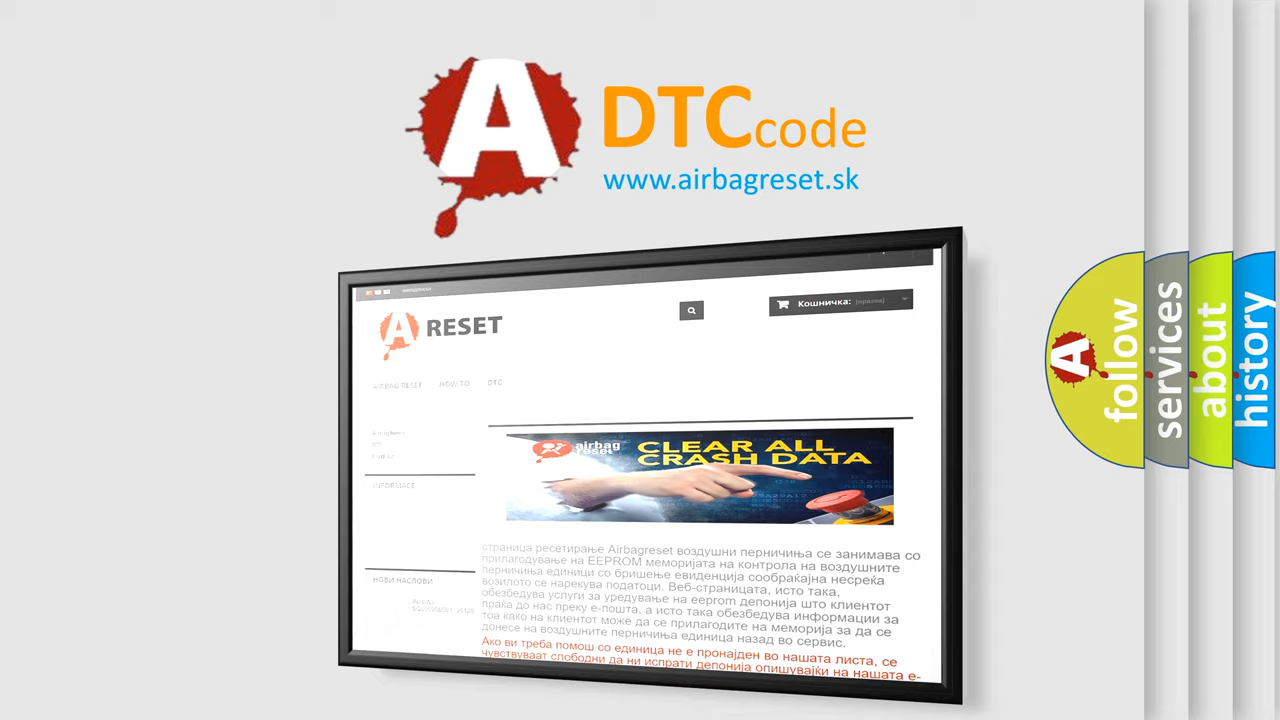 A
DTCcode
www.airbagreset.sk
Кошничка: (празна)
A RESET
AIRBAG RESET HOW TO DTC
airbag
reset
CLEAR ALL
CRASH DATA
INFORMACE
НОВИ НАСЛОВИ
страница ресетирање Airbagreset воздушни перничиња се занимава со
прилагодување на EEPROM меморијата на контрола на воздушните
перничиња единици со бришење евиденција сообраќајна несреќа
возилото се нарекува податоци. Веб-страницата, исто така,
обезбедува услуги за уредување на eeprom депонија што клиентот
праќа до нас преку е-пошта, а исто така обезбедува информации за
тоа како на клиентот може да се прилагодите на меморија за да се
донесе на воздушните перничиња единица назад во сервис.
Ако ви треба помош со единица не е пронајден во нашата листа, се
чувствуваат слободни да ни испрати депонија опишувајќи на нашата е-
A
follow
services
about
history